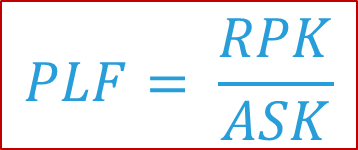 PLF = RPK / ASK